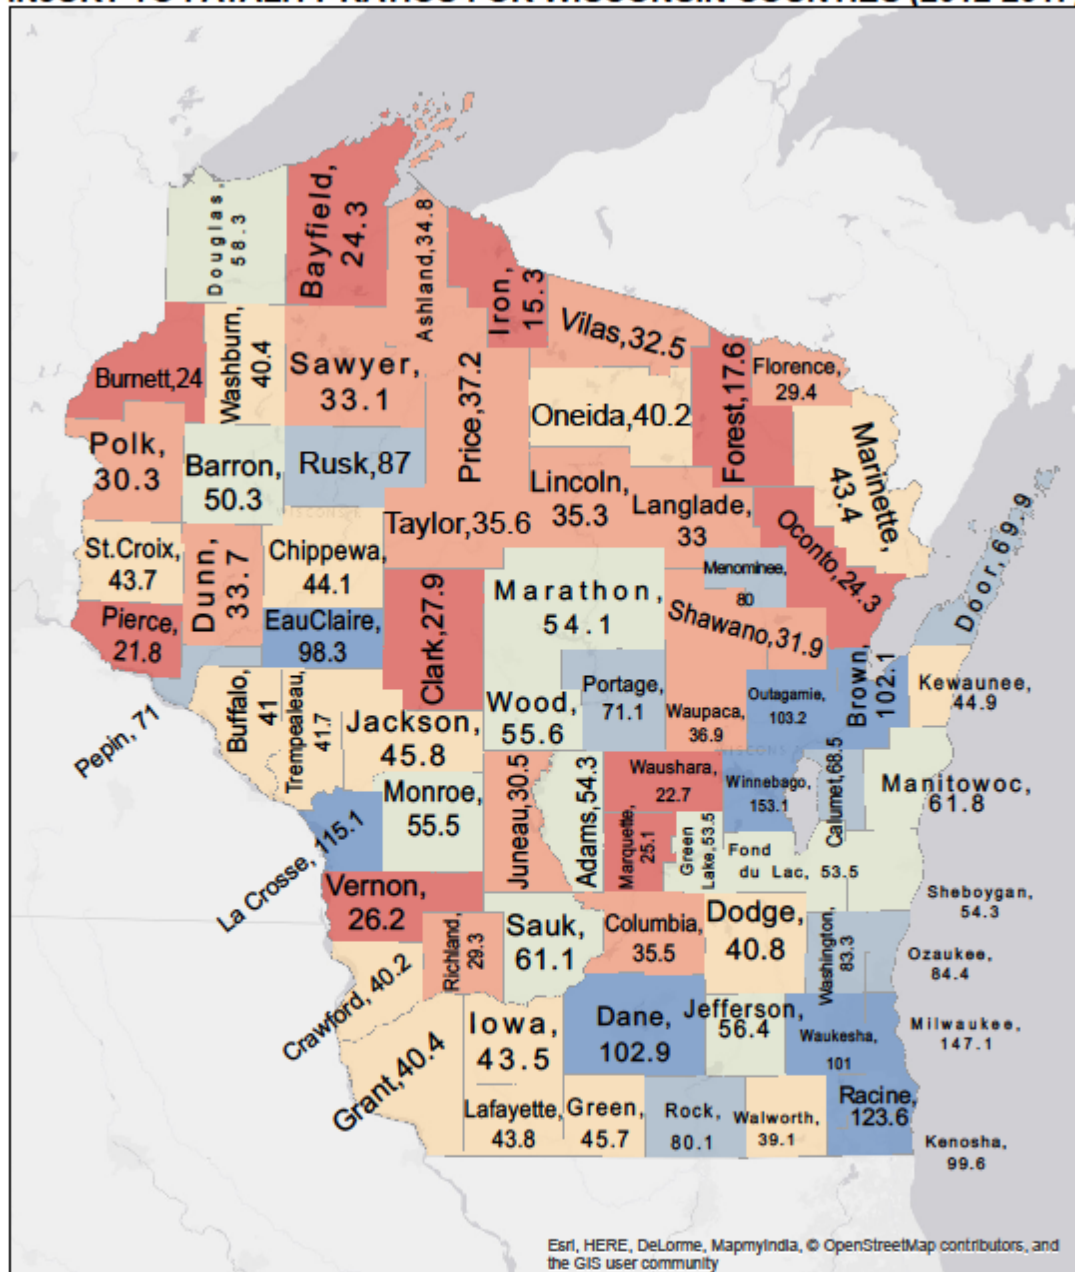 INJURY TO FATALITY RATIOS FOR WISCONSIN COUNTIES (2012-2017)
Douglas,
58.3
Bayfield,
24.3
Ashland,34.8
Iron,
15.3
Vilas,32.5
Burnett,24
Washburn,
40.4
Sawyer,
33.1
Price,37.2
Oneida,40.2
Forest,17.6
Florence,
29.4
Marinette,
43.4
Polk,
30.3
Barron,
50.3
Rusk,87
Taylor,35.6
Lincoln,
35.3
Langlade,
33
Oconto,24.3
Door,69.9
St.Croix,
43.7
Dunn,
33.7
Chippewa,
44.1
Clark,27.9
Marathon,
54.1
Menominee,
80
Shawano,31.9
Pierce,
21.8
EauClaire,
98.3
Pepin, 71
Buffalo,
41
Trempealeau,
41.7
Jackson,
45.8
Wood,
55.6
Portage,
71.1
Waupaca,
36.9
Outagamie,
103.2
Brown,
102.1
Kewaunee,
44.9
La Crosse, 115.1
Monroe,
55.5
Juneau,30.5
Adams,54.3
Waushara,
22.7
Winnebago,
153.1
Calumet,68.5
Manitowoc,
61.8
Marquette,
25.1
Green
Lake,53.5
Fond
du Lac, 53.5
Sheboygan,
54.3
Vernon,
26.2
Richland,
29.3
Sauk,
61.1
Columbia,
35.5
Dodge,
40.8
Washington,
83.3
Ozaukee,
84.4
Crawford, 40.2
Grant,40.4
Iowa,
43.5
Dane,
102.9
Jefferson,
56.4
Waukesha,
101
Milwaukee,
147.1
Lafayette,
43.8
Green,
45.7
Rock,
80.1
Walworth,
39.1
Racine,
123.6
Kenosha,
99.6
WISCONSIN
Esri, HERE, DeLorme, MapmyIndia, © OpenStreetMap contributors, and
the GIS user community